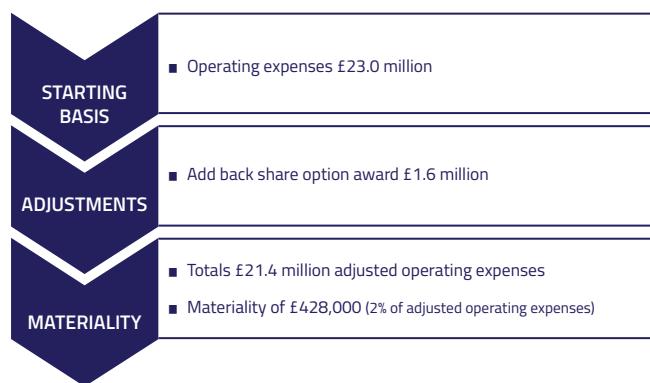 STARTING
BASIS
■ Operating expenses £23.0 million
ADJUSTMENTS
■ Add back share option award £1.6 million
MATERIALITY
■ Totals £21.4 million adjusted operating expenses
■ Materiality of £428,000 (2% of adjusted operating expenses)